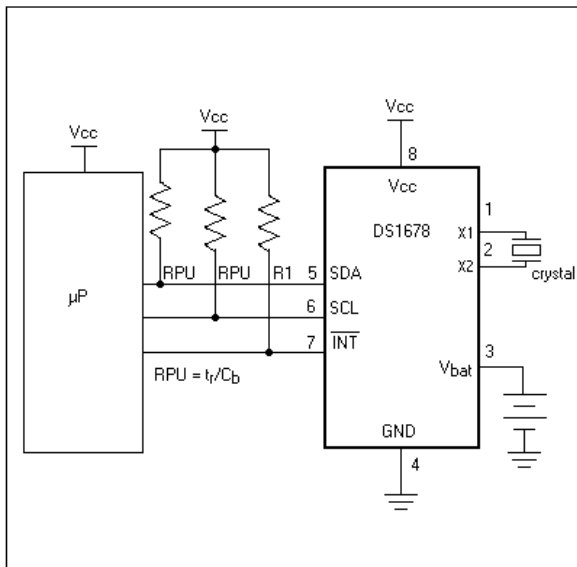 Vcc
Vcc
Vcc
8
Vcc
DS1678
1
X1
2
X2
crystal
RPU
RPU
R1
5
SDA
μP
6
SCL
7
INT
3
Vbat
RPU = tr/Cb
GND
4